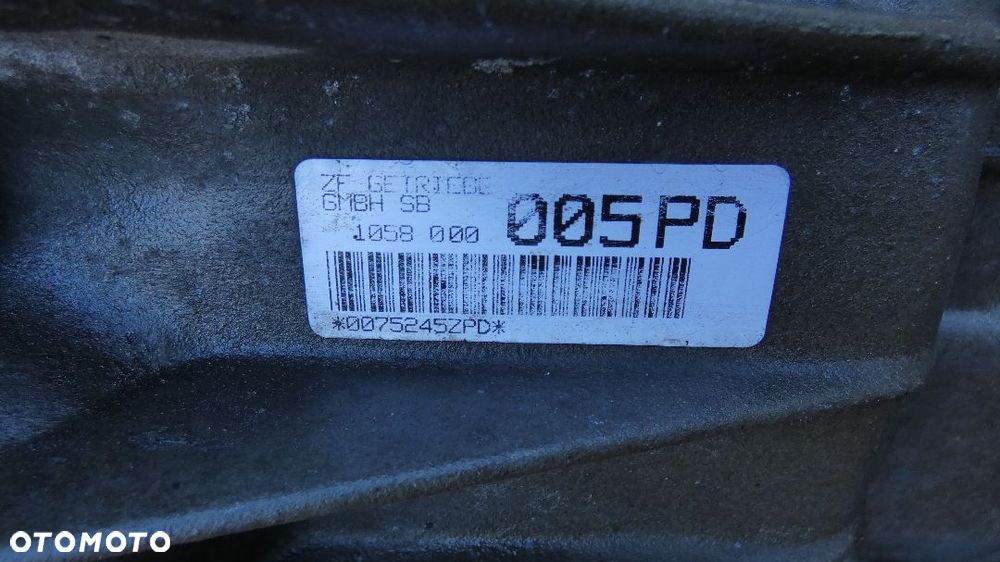 ZF GETRIEBE
GMBH SB
1058 000
005PD
*0075245ZPD*
OTOMOTO